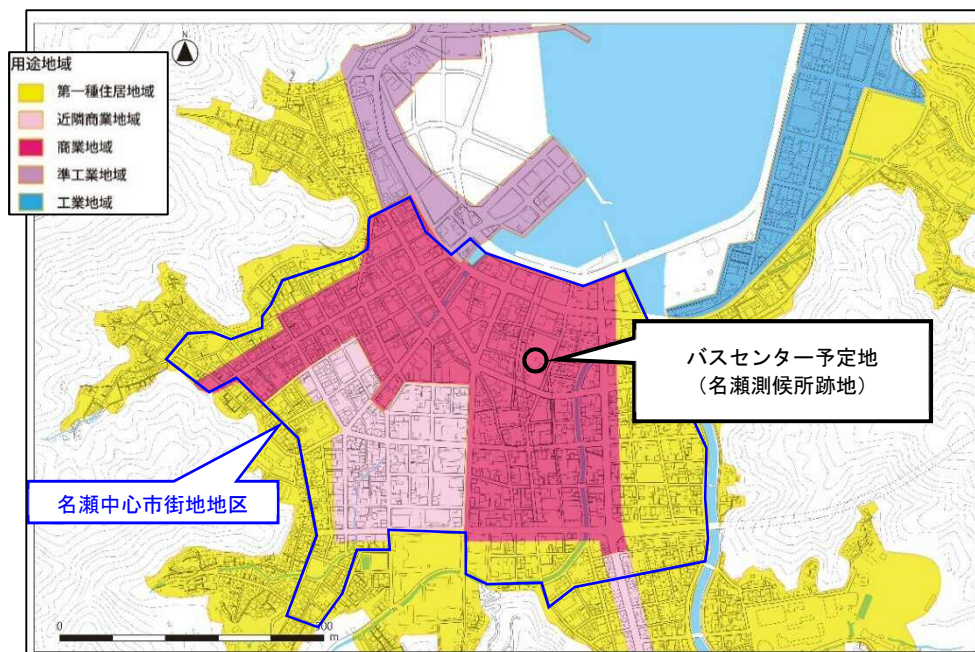 用途地域
第一種住居地域
近隣商業地域
商業地域
準工業地域
工業地域
N
バスセンター予定地
(名瀬測候所跡地)
名瀬中心市街地地区
0
m